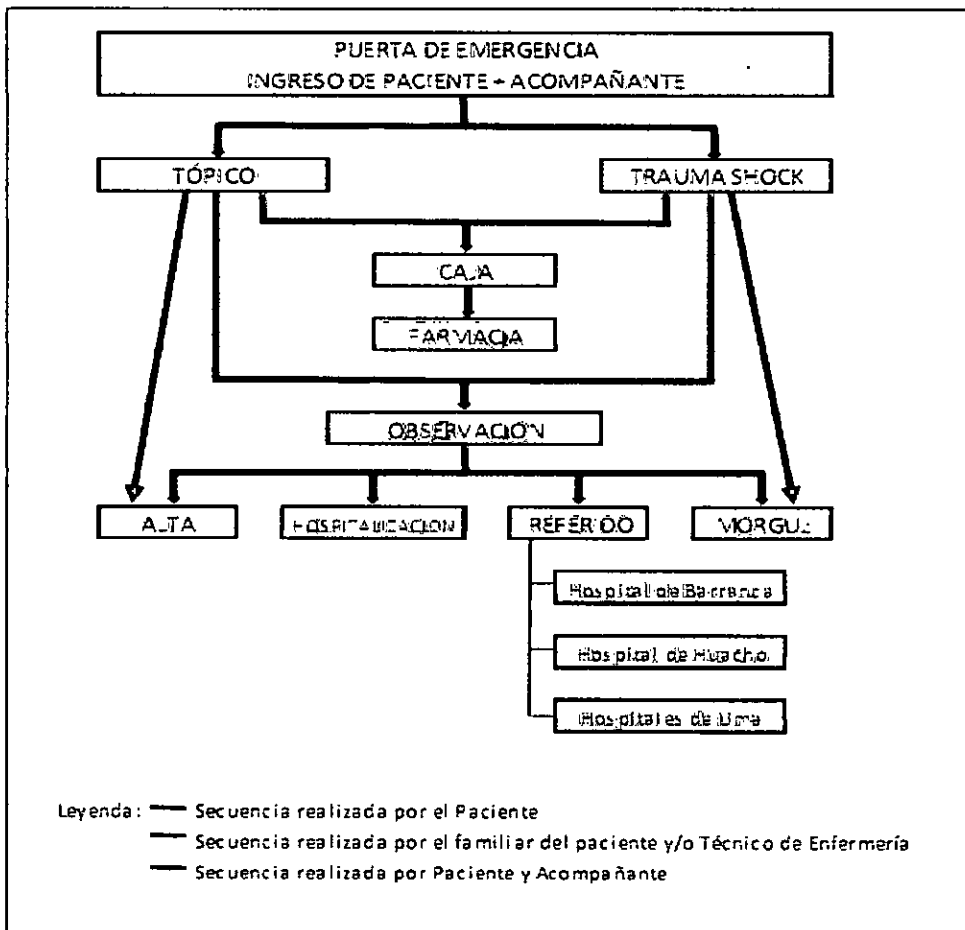 PUERTA DE EMERGENCIA
INGRESO DE PACIENTE + ACOMPAÑANTE
TÓPICO
TRAUMA SHOCK
CAJA
FARMACIA
OBSERVACIÓN
ALTA
HOSPITALIZACION
REFÉRIDO
MORGUE
Hospital de Barranca
Hospital de Huacho
Hospitales de Lima
Leyenda: Secuencia realizada por el Paciente
Secuencia realizada por el familiar del paciente y/o Técnico de Enfermería
Secuencia realizada por Paciente y Acompañante